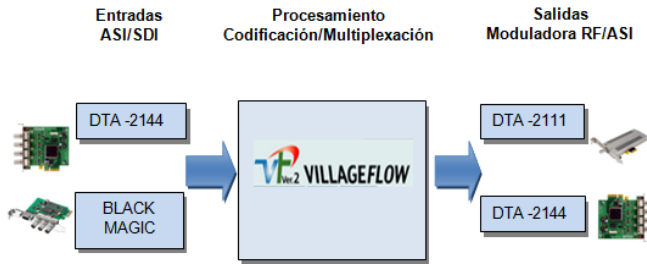 Entradas
ASI/SDI
Procesamiento
Codificación/Multiplexación
Salidas
Moduladora RF/ASI
DTA -2144
BLACK
MAGIC
Ver.2 VILLAGEFLOW
DTA -2111
DTA -2144